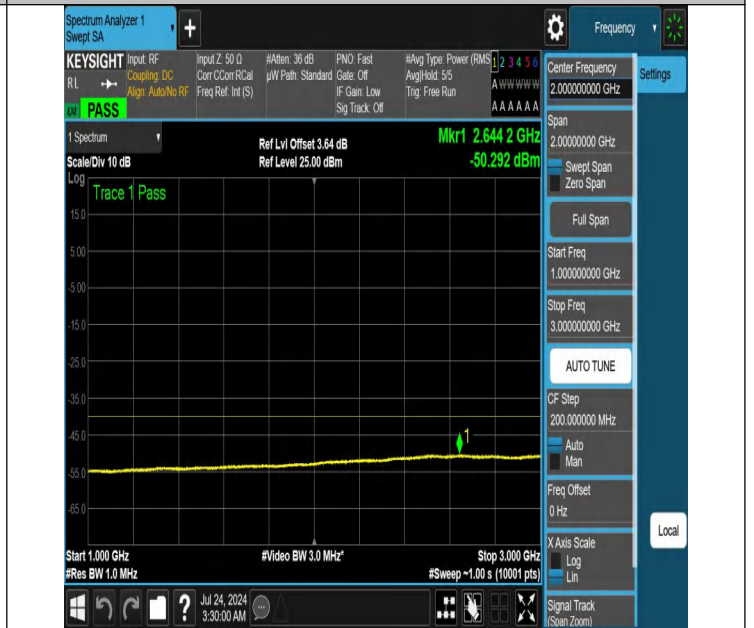 Spectrum Analyzer 1
Swept SA
+
Frequency
KEYSIGHT
RL
PASS
Input: RF
Coupling: DC
Align: Auto/No RF
Input Z: 50 Ω
Corr CCorr RCal
Freq Ref: Int (S)
#Atten: 36 dB
µW Path: Standard
PNO: Fast
Gate: Off
IF Gain: Low
Sig Track: Off
#Avg Type: Power (RMS
Avg|Hold: 5/5
Trig: Free Run
1 2 3 4 5 6
A W W W W W
A A A A A A
1 Spectrum
Scale/Div 10 dB
Ref Lvl Offset 3.64 dB
Ref Level 25.00 dBm
Mkr1 2.644 2 GHz
-50.292 dBm
Log
Trace 1 Pass
15.0
5.00
-5.00
-15.0
-25.0
-35.0
-45.0
-55.0
-65.0
1
Start 1.000 GHz
#Res BW 1.0 MHz
#Video BW 3.0 MHz*
Stop 3.000 GHz
#Sweep ~1.00 s (10001 pts)
Center Frequency
2.000000000 GHz
Settings
Span
2.00000000 GHz
Swept Span
Zero Span
Full Span
Start Freq
1.000000000 GHz
Stop Freq
3.000000000 GHz
AUTO TUNE
CF Step
200.000000 MHz
Auto
Man
Freq Offset
0 Hz
X Axis Scale
Log
Lin
Local
Signal Track
(Span Zoom)
?
Jul 24, 2024
3:30:00 AM